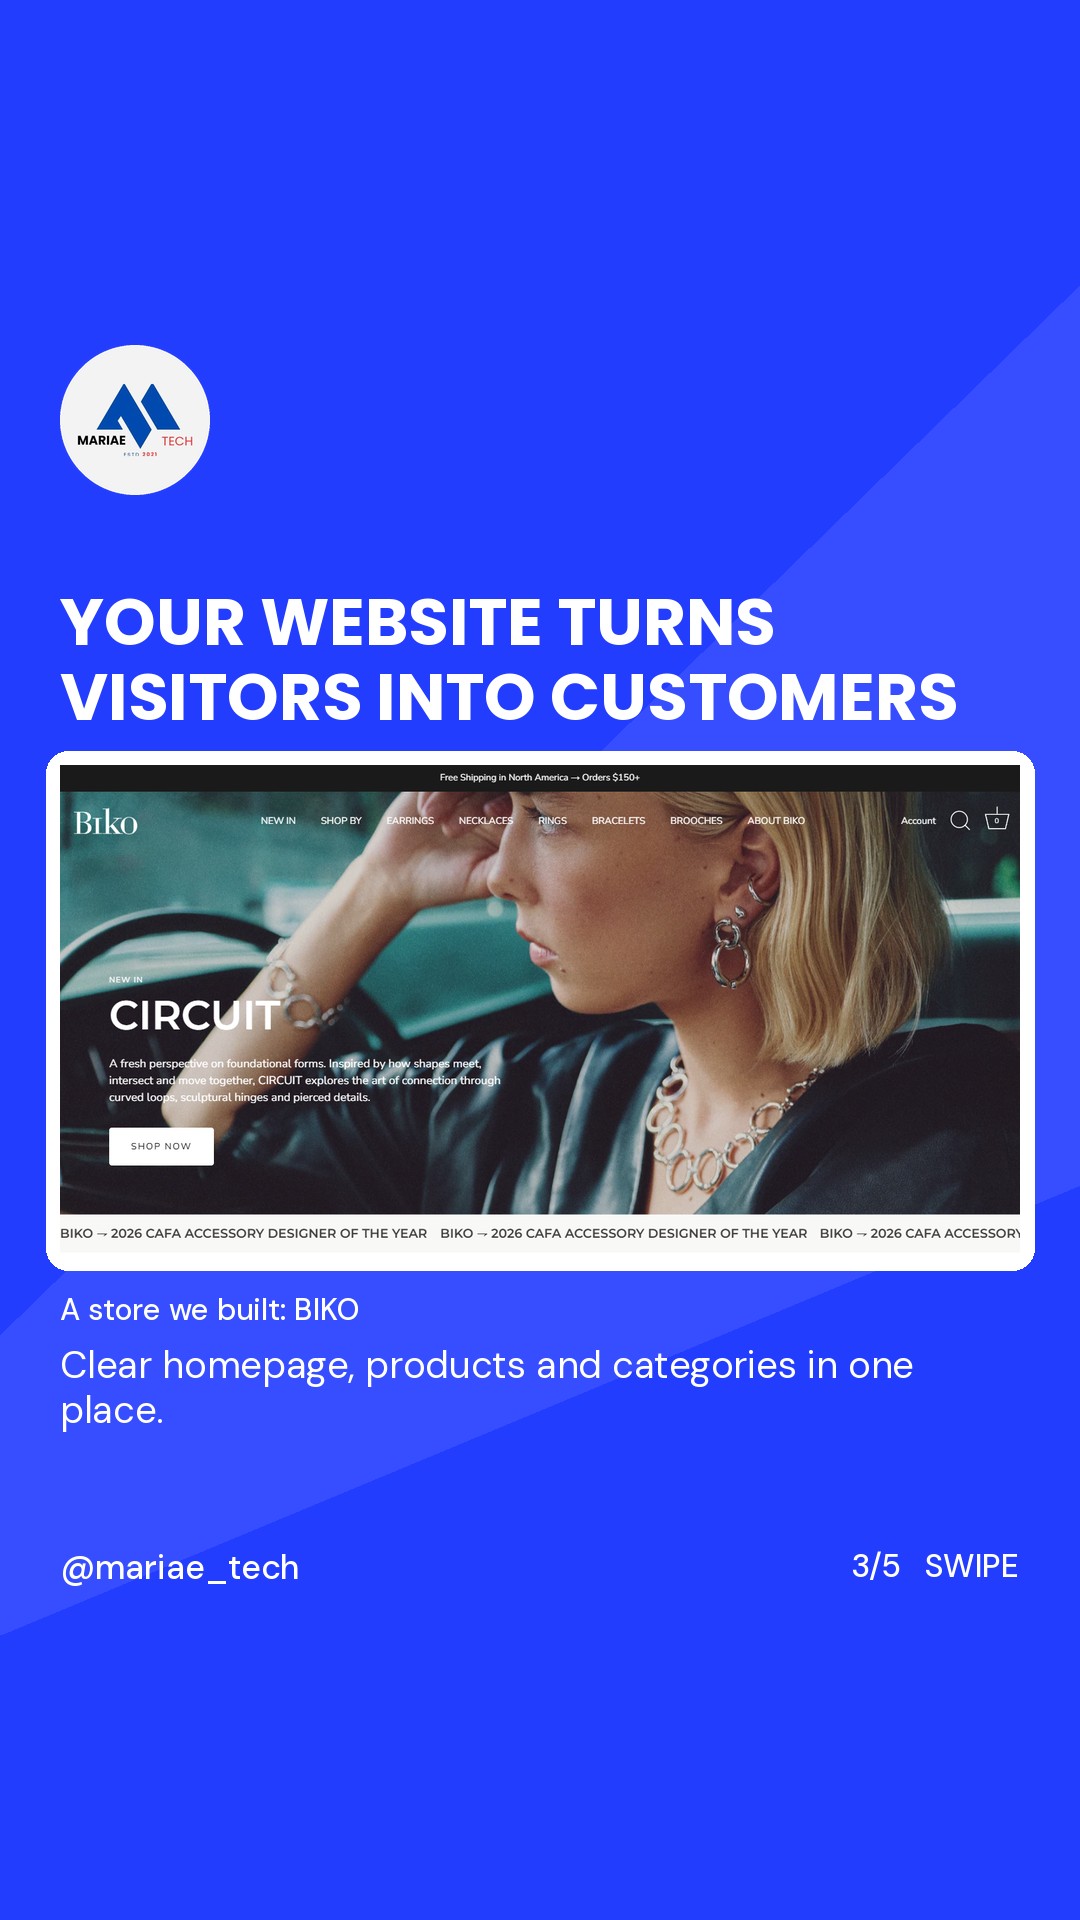 MARIAE TECH
ESTD 2021
YOUR WEBSITE TURNS
VISITORS INTO CUSTOMERS
Free Shipping in North America → Orders $150+
Biko
NEW IN SHOP BY EARRINGS NECKLACES RINGS BRACELETS BROOCHES ABOUT BIKO Account 0
NEW IN
CIRCUIT
A fresh perspective on foundational forms. Inspired by how shapes meet,
intersect and move together, CIRCUIT explores the art of connection through
curved loops, sculptural hinges and pierced details.
SHOP NOW
BIKO → 2026 CAFA ACCESSORY DESIGNER OF THE YEAR BIKO → 2026 CAFA ACCESSORY DESIGNER OF THE YEAR BIKO → 2026 CAFA ACCESSORY
A store we built: BIKO
Clear homepage, products and categories in one
place.
@mariae_tech
3/5 SWIPE